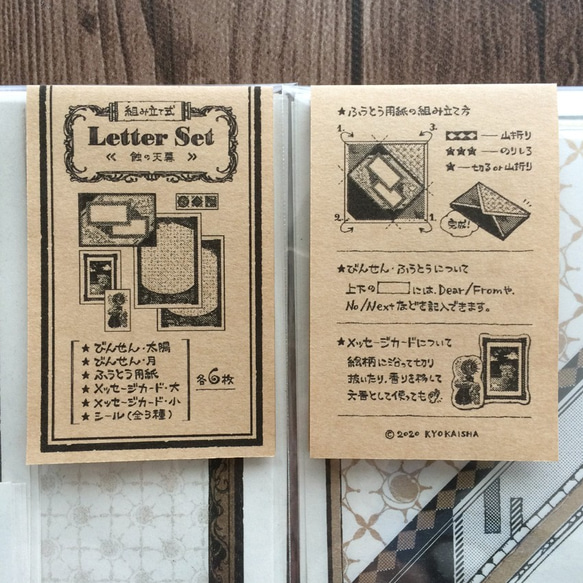 組み立て式
Letter Set
« 蝕の天幕 »
★びんせん・太陽
★びんせん・月
★ふうとう用紙
★メッセージカード・大
★メッセージカード・小
★シール(全3種)
各6枚
★ふうとう用紙の組み立て方
1. 3.
2. 1.
—山折り
★★★—のりしろ
★—切るor山折り
完成!
★びんせん・ふうとうについて
上下の には、Dear/Fromや、
No/Nextなどを記入できます。
★メッセージカードについて
絵柄に沿って切り
抜いたり、香りを移して
文香として使っても
©2020 KYOKAISHA